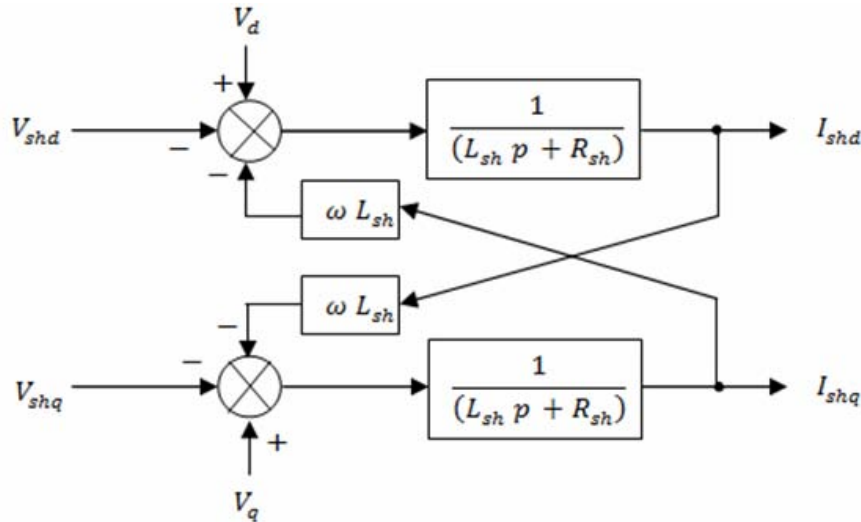 V_d
+
V_shd
−
−
1
(L_sh p + R_sh)
I_shd
ω L_sh
ω L_sh
−
−
V_shq
+
1
(L_sh p + R_sh)
I_shq
V_q